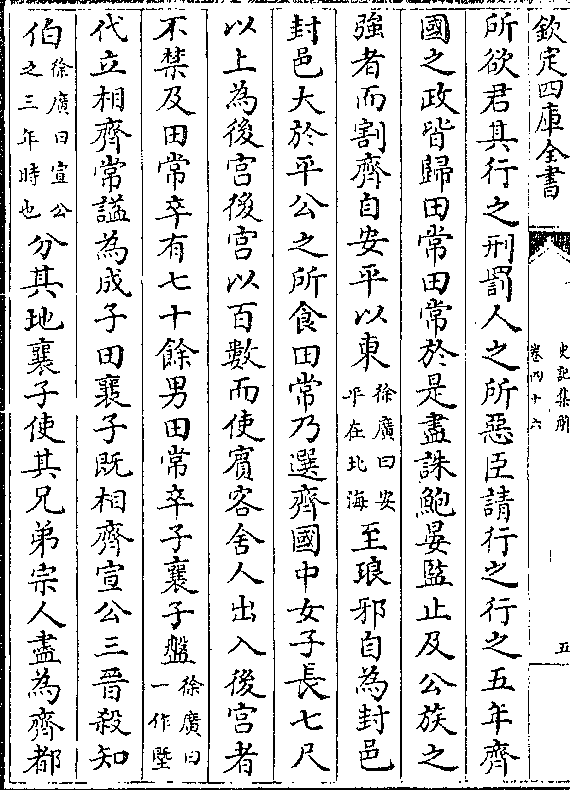 欽定四庫全書
史記集解
卷四十六
五
所欲君其行之刑罰人之所惡臣請行之行之五年齊
國之政皆歸田常田常於是盡誅鮑晏監止及公族之
強者而割齊自安平以東徐廣曰安平在北海至琅邪自為封邑
封邑大於平公之所食田常乃選齊國中女子長七尺
以上為後宮後宮以百數而使賓客舍人出入後宮者
不禁及田常卒有七十餘男田常卒子襄子盤徐廣曰一作塈
代立相齊常諡為成子田襄子既相齊宣公三晉殺知
伯徐廣曰宣公之三年時也分其地襄子使其兄弟宗人盡為齊都